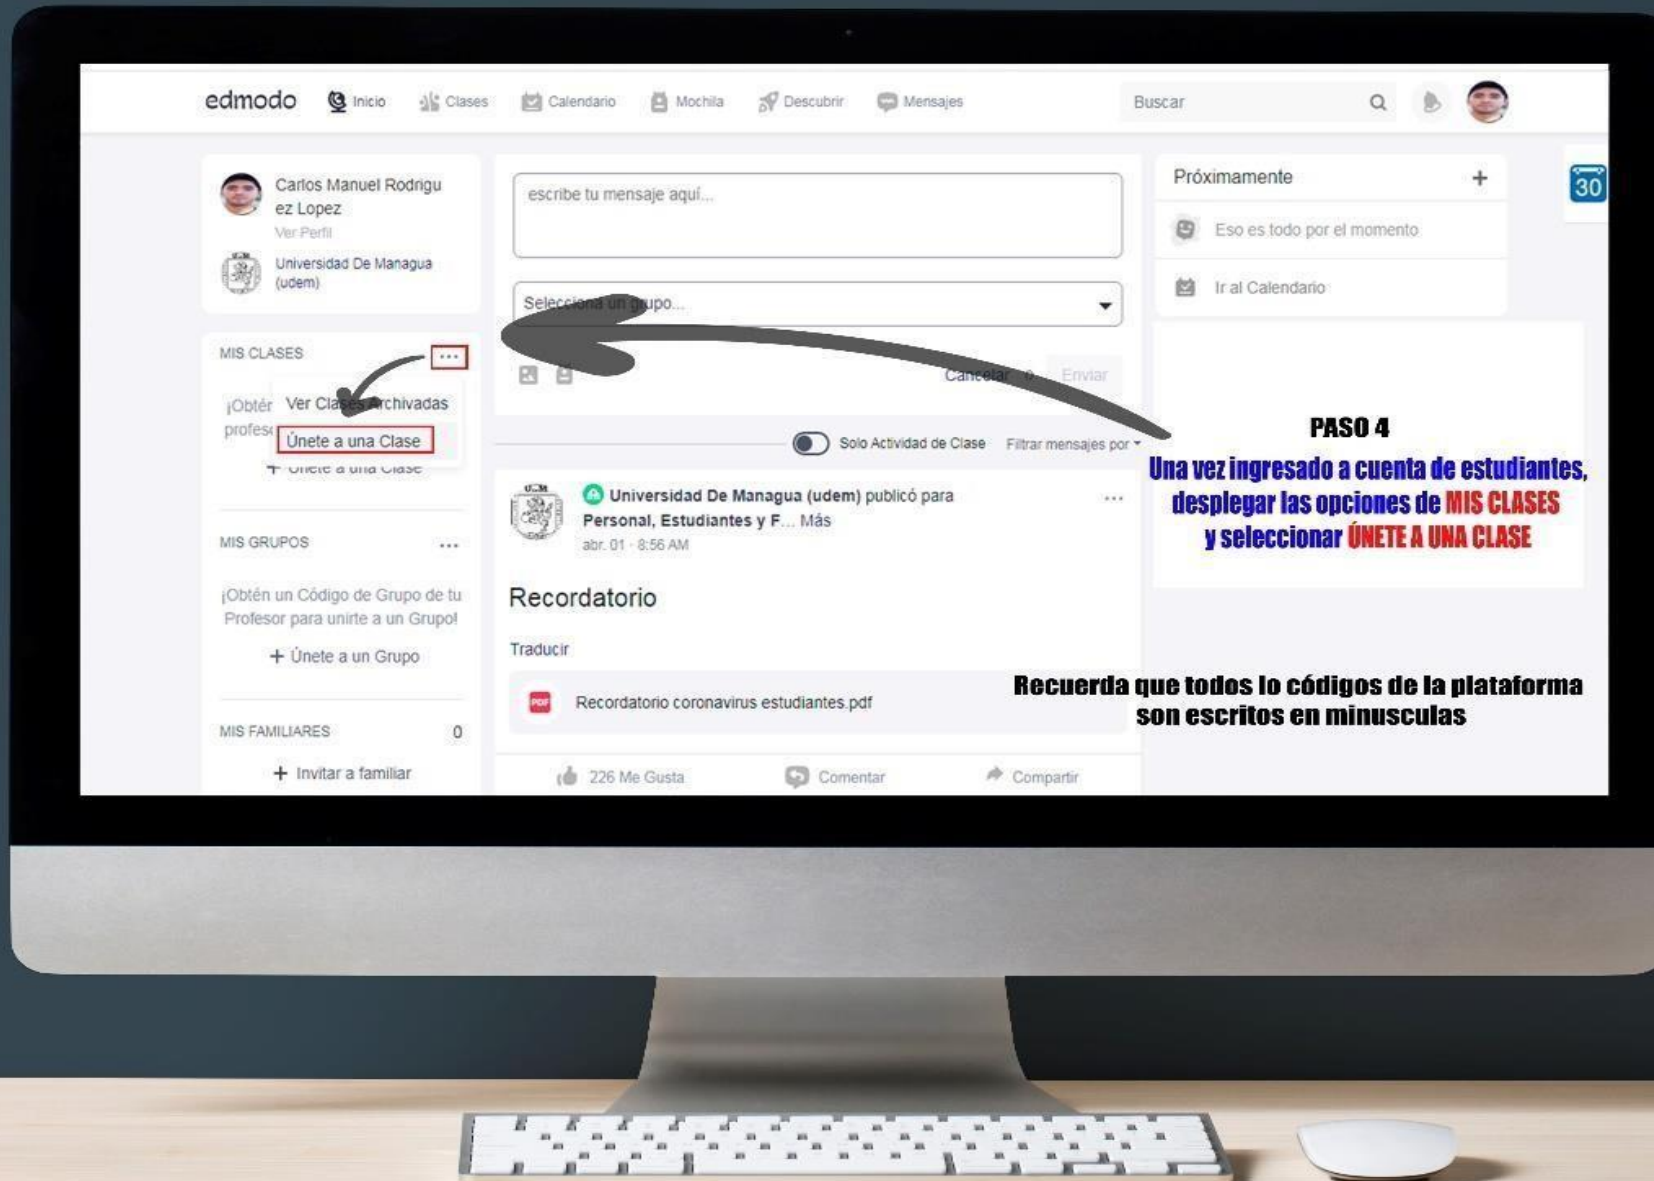 edmodo Inicio Clases Calendario Mochila Descubrir Mensajes Buscar
Carlos Manuel Rodrigu
ez Lopez
Ver Perfil
Universidad De Managua
(udem)
MIS CLASES ...
¡Obtér
profes
Ver Clases Archivadas
Únete a una Clase
+ Únete a una Clase
MIS GRUPOS ...
¡Obtén un Código de Grupo de tu
Profesor para unirte a un Grupo!
+ Únete a un Grupo
MIS FAMILIARES 0
+ Invitar a familiar
escribe tu mensaje aquí...
Selecciona un grupo...
Cancelar o Enviar
Solo Actividad de Clase Filtrar mensajes por
Universidad De Managua (udem) publicó para
Personal, Estudiantes y F... Más
abr. 01 - 8:56 AM
Recordatorio
Traducir
PDF Recordatorio coronavirus estudiantes.pdf
226 Me Gusta Comentar Compartir
Próximamente +
Eso es todo por el momento
Ir al Calendario
30
PASO 4
Una vez ingresado a cuenta de estudiantes,
desplegar las opciones de MIS CLASES
y seleccionar ÚNETE A UNA CLASE
Recuerda que todos lo códigos de la plataforma
son escritos en minusculas